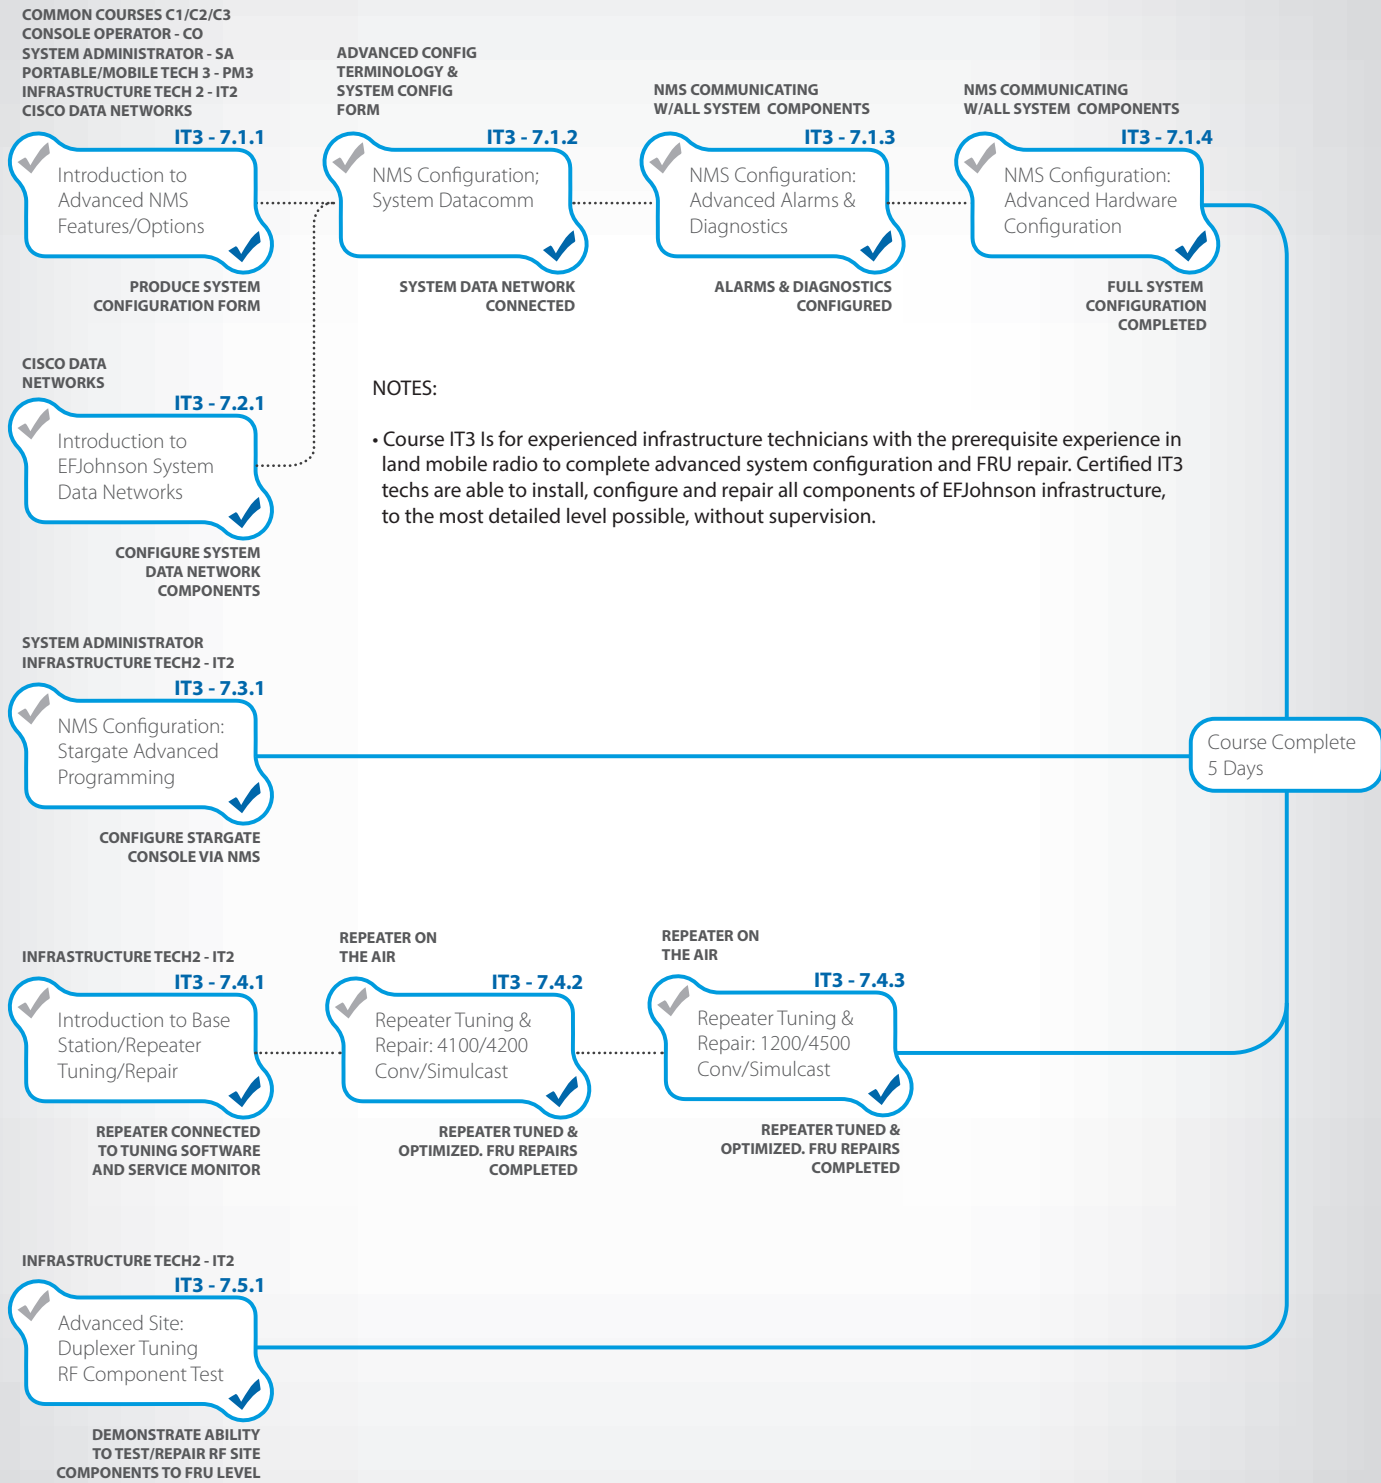 COMMON COURSES C1/C2/C3
CONSOLE OPERATOR - CO
SYSTEM ADMINISTRATOR - SA
PORTABLE/MOBILE TECH 3 - PM3
INFRASTRUCTURE TECH 2 - IT2
CISCO DATA NETWORKS
IT3 - 7.1.1
Introduction to
Advanced NMS
Features/Options
PRODUCE SYSTEM
CONFIGURATION FORM
ADVANCED CONFIG
TERMINOLOGY &
SYSTEM CONFIG
FORM
IT3 - 7.1.2
NMS Configuration;
System Datacomm
SYSTEM DATA NETWORK
CONNECTED
NMS COMMUNICATING
W/ALL SYSTEM COMPONENTS
IT3 - 7.1.3
NMS Configuration:
Advanced Alarms &
Diagnostics
ALARMS & DIAGNOSTICS
CONFIGURED
NMS COMMUNICATING
W/ALL SYSTEM COMPONENTS
IT3 - 7.1.4
NMS Configuration:
Advanced Hardware
Configuration
FULL SYSTEM
CONFIGURATION
COMPLETED
CISCO DATA
NETWORKS
IT3 - 7.2.1
Introduction to
EFJohnson System
Data Networks
CONFIGURE SYSTEM
DATA NETWORK
COMPONENTS
NOTES:
• Course IT3 Is for experienced infrastructure technicians with the prerequisite experience in
land mobile radio to complete advanced system configuration and FRU repair. Certified IT3
techs are able to install, configure and repair all components of EFJohnson infrastructure,
to the most detailed level possible, without supervision.
SYSTEM ADMINISTRATOR
INFRASTRUCTURE TECH2 - IT2
IT3 - 7.3.1
NMS Configuration:
Stargate Advanced
Programming
CONFIGURE STARGATE
CONSOLE VIA NMS
Course Complete
5 Days
INFRASTRUCTURE TECH2 - IT2
IT3 - 7.4.1
Introduction to Base
Station/Repeater
Tuning/Repair
REPEATER CONNECTED
TO TUNING SOFTWARE
AND SERVICE MONITOR
REPEATER ON
THE AIR
IT3 - 7.4.2
Repeater Tuning &
Repair: 4100/4200
Conv/Simulcast
REPEATER TUNED &
OPTIMIZED. FRU REPAIRS
COMPLETED
REPEATER ON
THE AIR
IT3 - 7.4.3
Repeater Tuning &
Repair: 1200/4500
Conv/Simulcast
REPEATER TUNED &
OPTIMIZED. FRU REPAIRS
COMPLETED
INFRASTRUCTURE TECH2 - IT2
IT3 - 7.5.1
Advanced Site:
Duplexer Tuning
RF Component Test
DEMONSTRATE ABILITY
TO TEST/REPAIR RF SITE
COMPONENTS TO FRU LEVEL